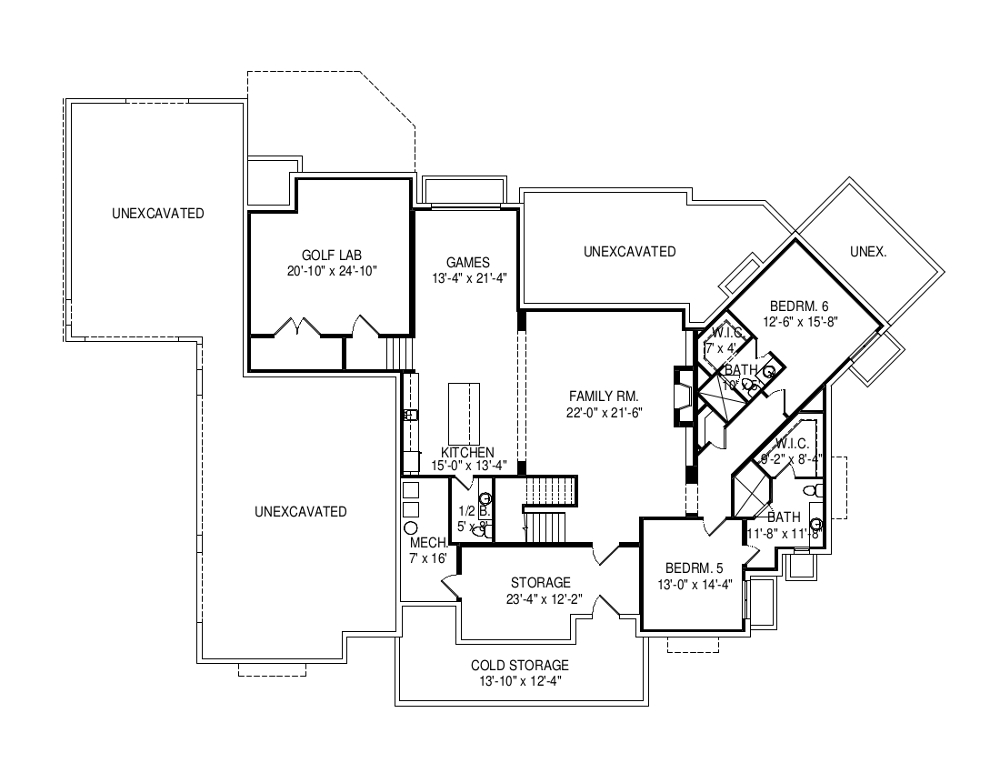 UNEXCAVATED
GOLF LAB
20'-10" x 24'-10"
GAMES
13'-4" x 21'-4"
UNEXCAVATED
UNEX.
BEDRM. 6
12'-6" x 15'-8"
W.I.C.
7' x 4'
BATH
10' x 5'
FAMILY RM.
22'-0" x 21'-6"
KITCHEN
15'-0" x 13'-4"
W.I.C.
9'-2" x 8'-4"
UNEXCAVATED
1/2 B.
5' x 8'
BATH
11'-8" x 11'-8"
MECH.
7' x 16'
STORAGE
23'-4" x 12'-2"
BEDRM. 5
13'-0" x 14'-4"
COLD STORAGE
13'-10" x 12'-4"